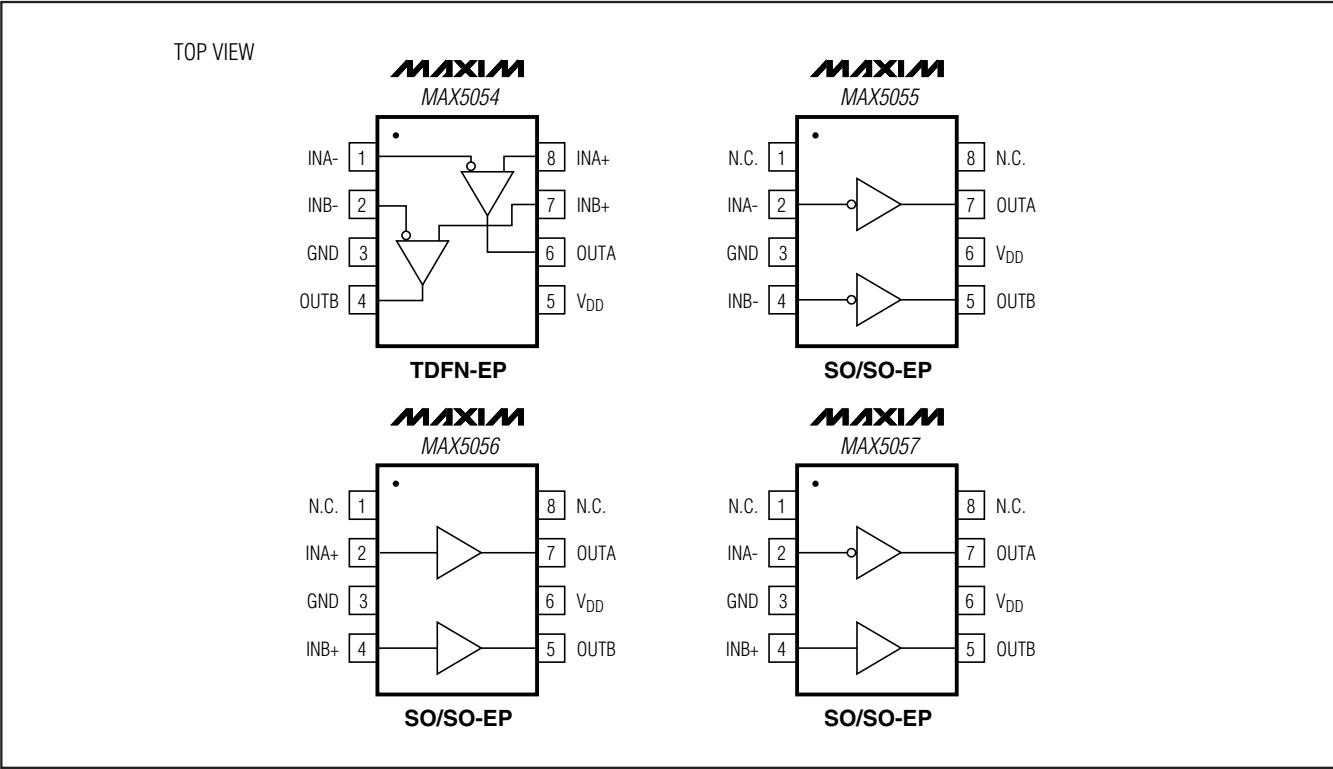 TOP VIEW
MAXIM
MAX5054
INA- 1
8 INA+
INB- 2
7 INB+
GND 3
6 OUTA
OUTB 4
5 VDD
TDFN-EP
MAXIM
MAX5055
N.C. 1
8 N.C.
INA- 2
7 OUTA
GND 3
6 VDD
INB- 4
5 OUTB
SO/SO-EP
MAXIM
MAX5056
N.C. 1
8 N.C.
INA+ 2
7 OUTA
GND 3
6 VDD
INB+ 4
5 OUTB
SO/SO-EP
MAXIM
MAX5057
N.C. 1
8 N.C.
INA- 2
7 OUTA
GND 3
6 VDD
INB+ 4
5 OUTB
SO/SO-EP